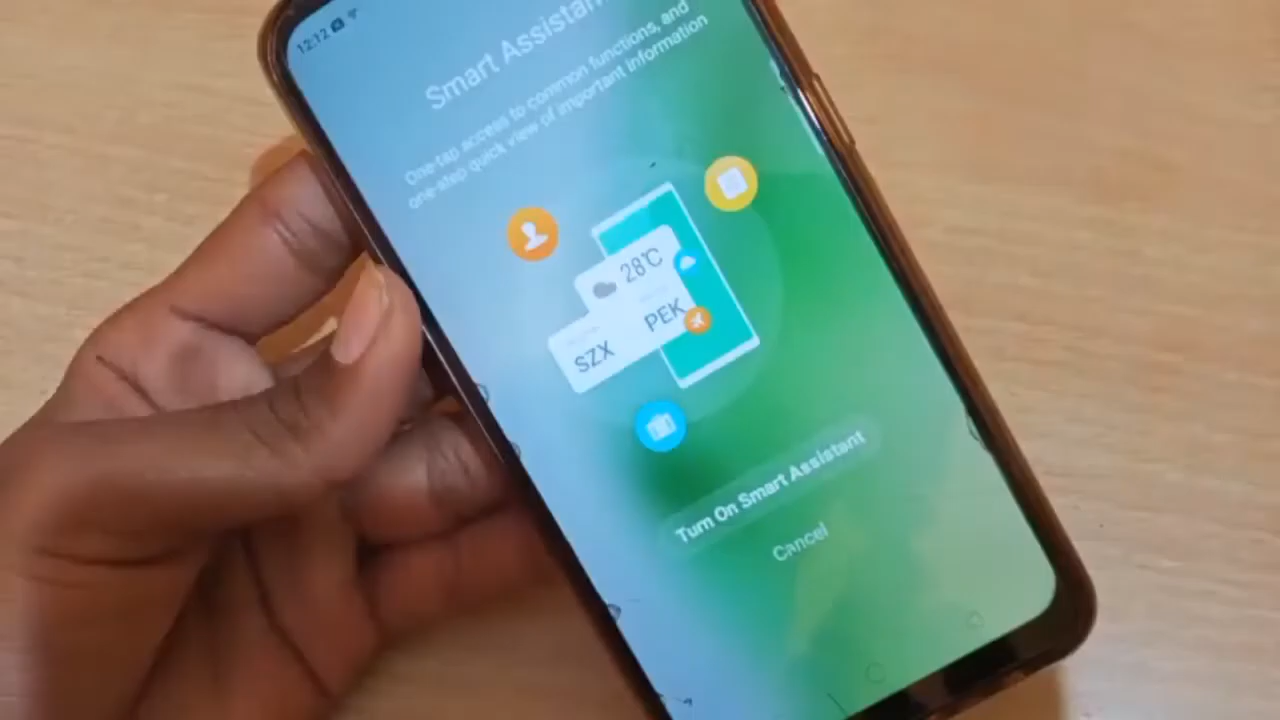 12:12
Smart Assistant
One-tap access to common functions, and
one-step quick view of important information
28℃
PEK
SZX
Turn On Smart Assistant
Cancel